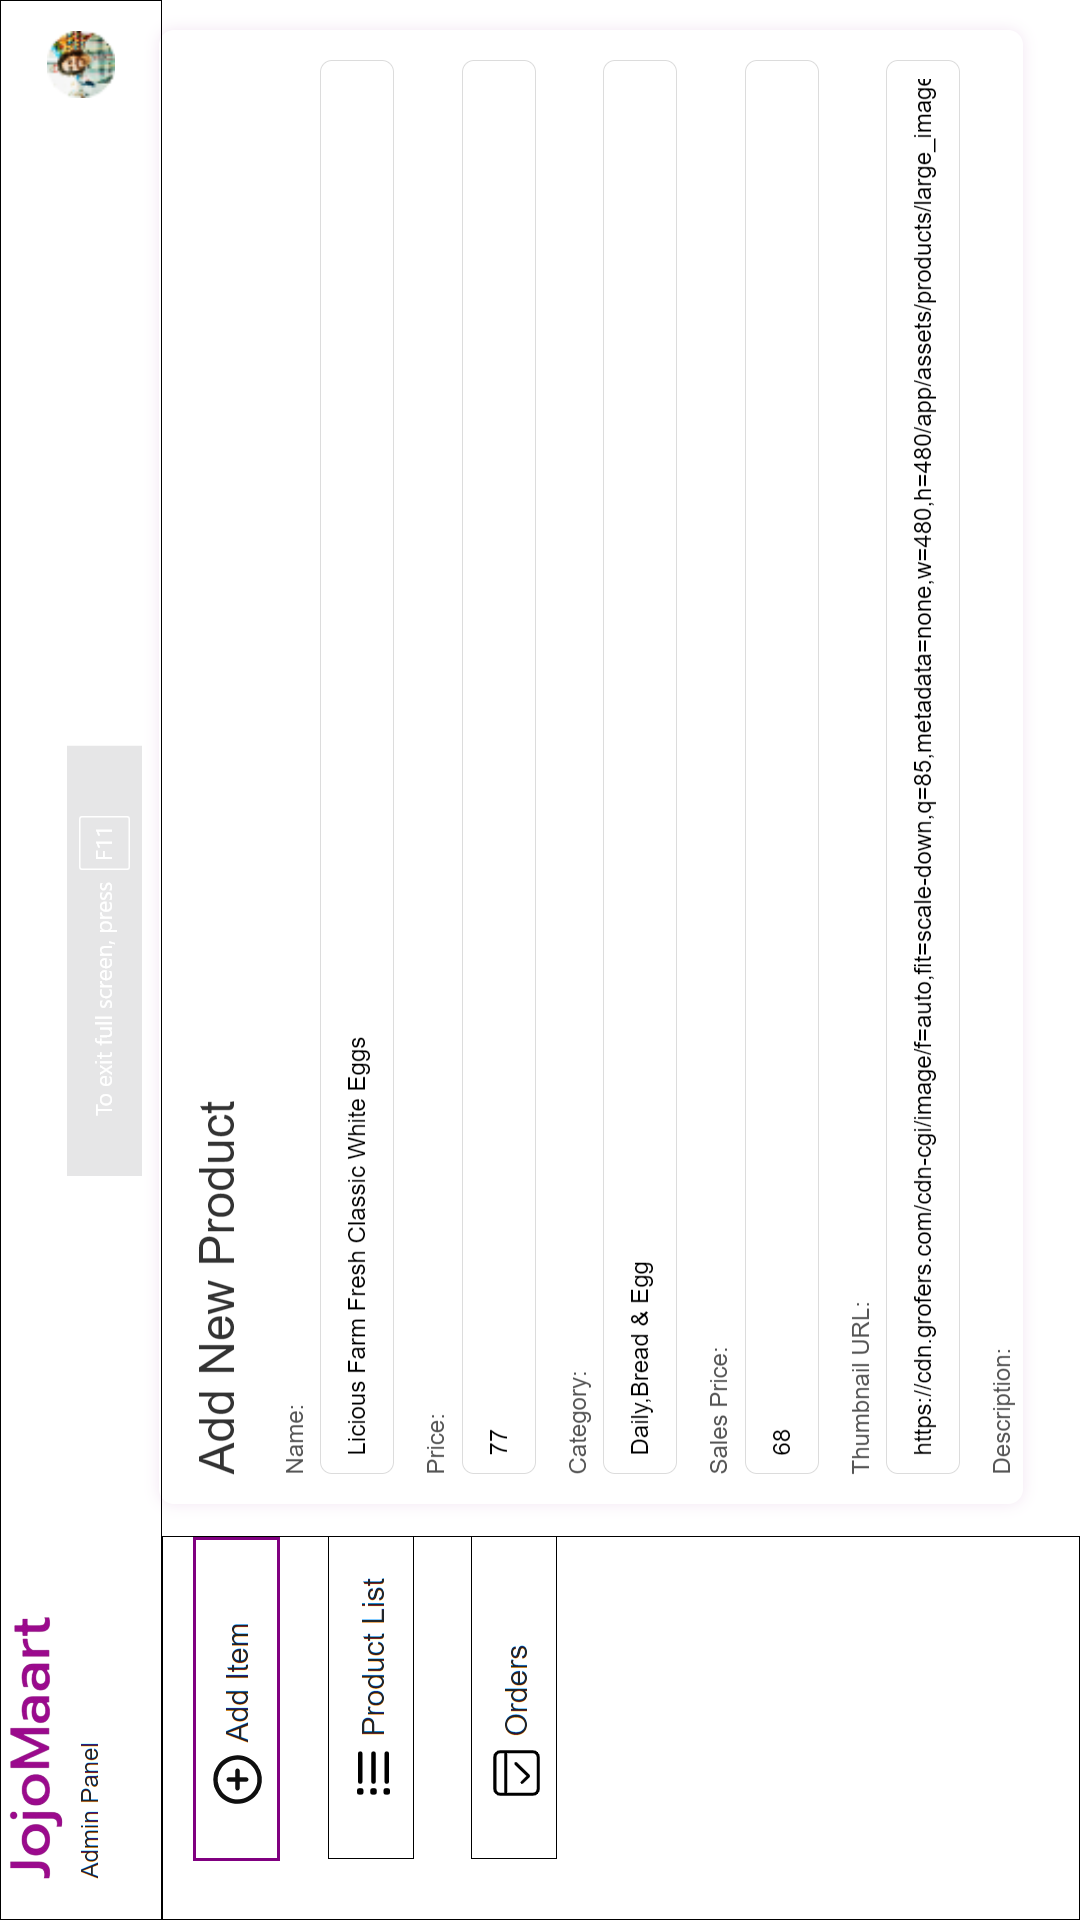 JojoMaart
Admin Panel
To exit full screen, press F11
Add Item
Product List
Orders
Add New Product
Name:
Licious Farm Fresh Classic White Eggs
Price:
77
Category:
Daily,Bread & Egg
Sales Price:
68
Thumbnail URL:
https://cdn.grofers.com/cdn-cgi/image/f=auto,fit=scale-down,q=85,metadata=none,w=480,h=480/app/assets/products/large_image
Description: